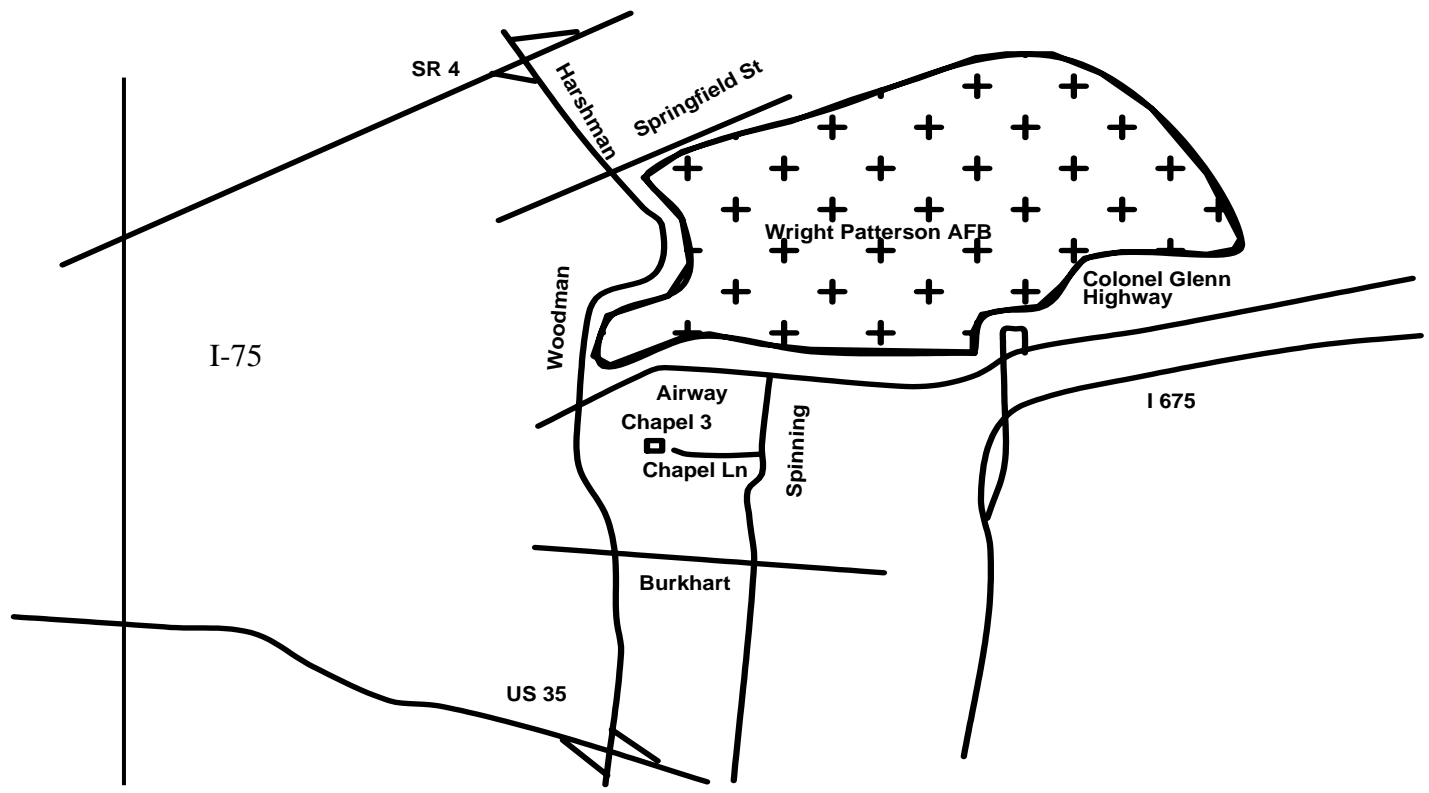 SR 4
Harshman
Springfield St
Wright Patterson AFB
Colonel Glenn
Highway
Woodman
I-75
Airway
I 675
Chapel 3
Spinning
Chapel Ln
Burkhart
US 35